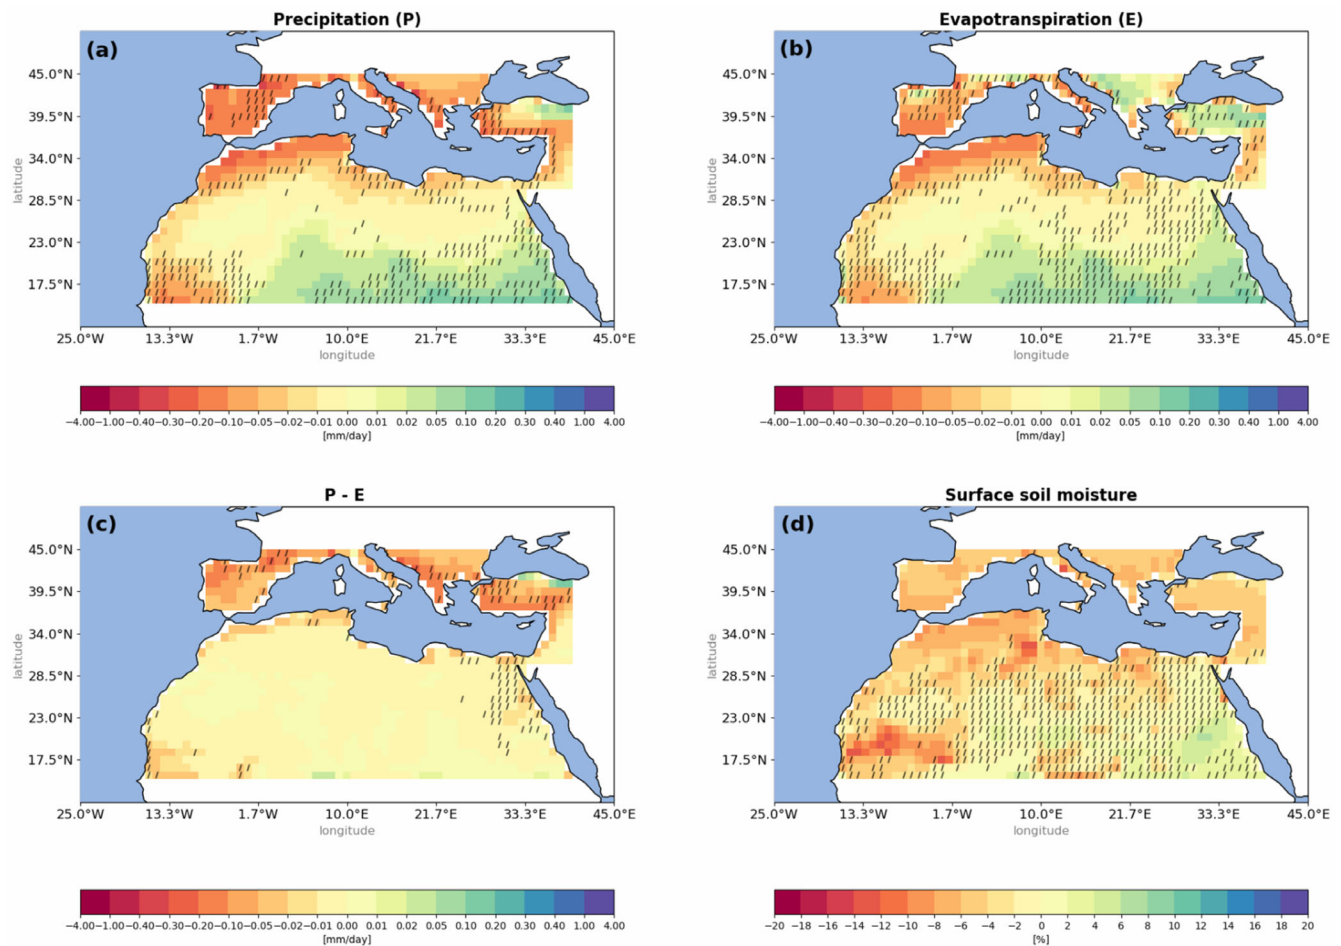 Precipitation (P)
(a)
45.0°N
39.5°N
34.0°N
28.5°N
23.0°N
17.5°N
latitude
25.0°W 13.3°W 1.7°W 10.0°E 21.7°E 33.3°E 45.0°E
longitude
−4.00 −1.00 −0.40 −0.30 −0.20 −0.10 −0.05 −0.02 −0.01 0.00 0.01 0.02 0.05 0.10 0.20 0.30 0.40 1.00 4.00
[mm/day]
Evapotranspiration (E)
(b)
45.0°N
39.5°N
34.0°N
28.5°N
23.0°N
17.5°N
latitude
25.0°W 13.3°W 1.7°W 10.0°E 21.7°E 33.3°E 45.0°E
longitude
−4.00 −1.00 −0.40 −0.30 −0.20 −0.10 −0.05 −0.02 −0.01 0.00 0.01 0.02 0.05 0.10 0.20 0.30 0.40 1.00 4.00
[mm/day]
P - E
(c)
45.0°N
39.5°N
34.0°N
28.5°N
23.0°N
17.5°N
latitude
25.0°W 13.3°W 1.7°W 10.0°E 21.7°E 33.3°E 45.0°E
longitude
−4.00 −1.00 −0.40 −0.30 −0.20 −0.10 −0.05 −0.02 −0.01 0.00 0.01 0.02 0.05 0.10 0.20 0.30 0.40 1.00 4.00
[mm/day]
Surface soil moisture
(d)
45.0°N
39.5°N
34.0°N
28.5°N
23.0°N
17.5°N
latitude
25.0°W 13.3°W 1.7°W 10.0°E 21.7°E 33.3°E 45.0°E
longitude
−20 −18 −16 −14 −12 −10 −8 −6 −4 −2 0 2 4 6 8 10 12 14 16 18 20
[%]